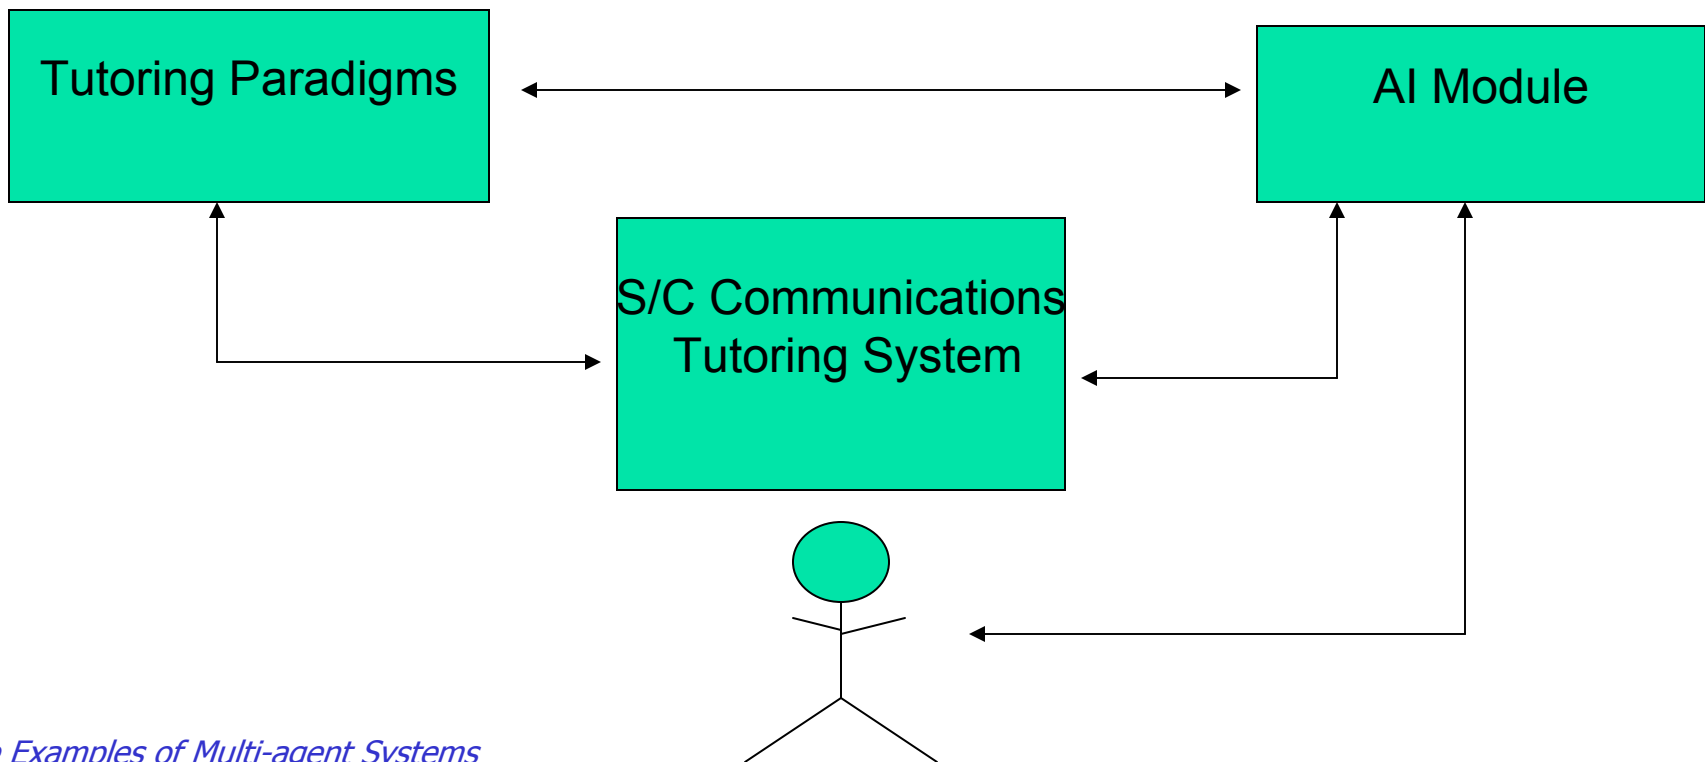 Tutoring Paradigms
AI Module
S/C Communications
Tutoring System
Examples of Multi-agent Systems